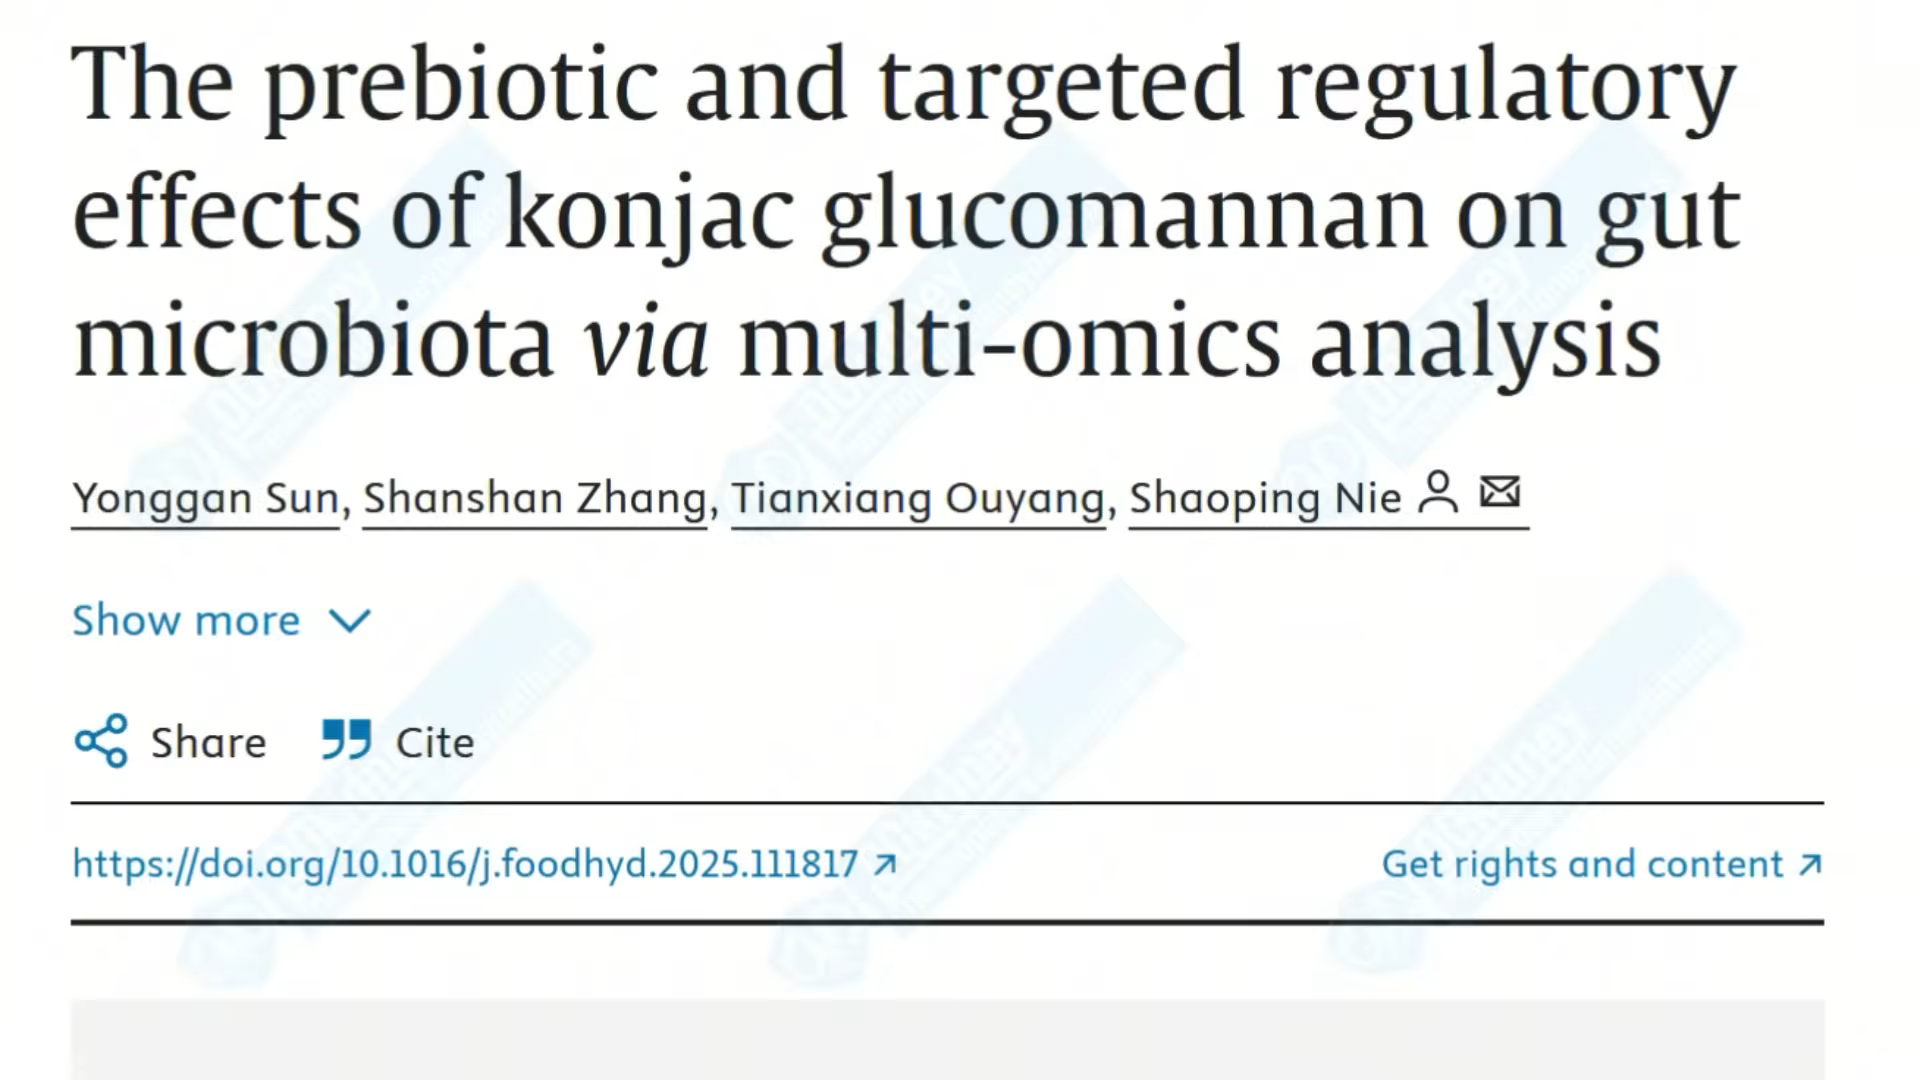 The prebiotic and targeted regulatory
effects of konjac glucomannan on gut
microbiota via multi-omics analysis
Yonggan Sun, Shanshan Zhang, Tianxiang Ouyang, Shaoping Nie
Show more
Share Cite
https://doi.org/10.1016/j.foodhyd.2025.111817 Get rights and content